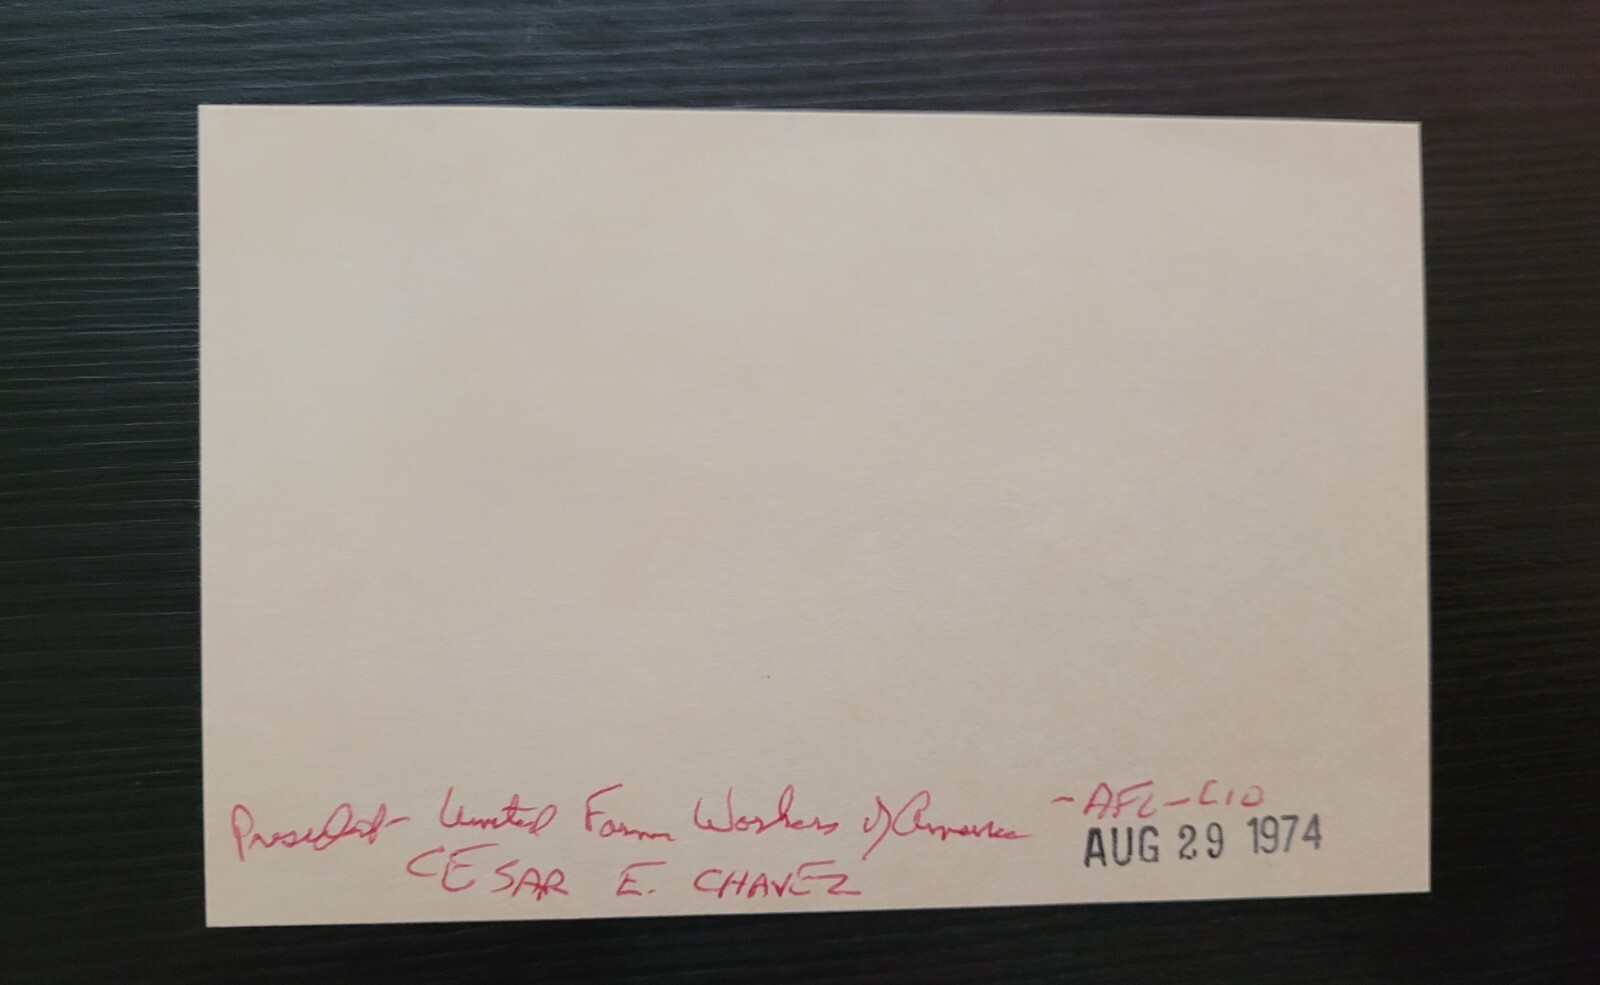 President - United Farm Workers of America - AFL-CIO
AUG 29 1974
CESAR E. CHAVEZ